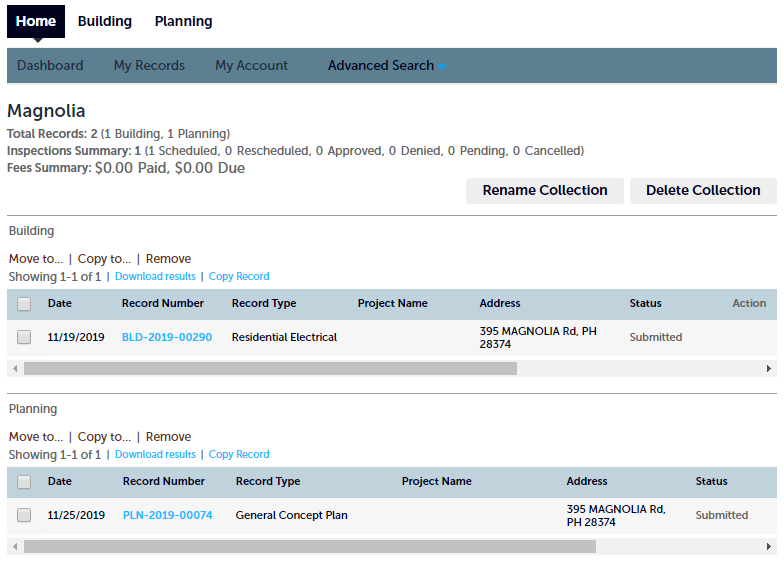 Home Building Planning
Dashboard My Records My Account Advanced Search
Magnolia
Total Records: 2 (1 Building, 1 Planning)
Inspections Summary: 1 (1 Scheduled, 0 Rescheduled, 0 Approved, 0 Denied, 0 Pending, 0 Cancelled)
Fees Summary: $0.00 Paid, $0.00 Due
Rename Collection Delete Collection
Building
Move to... | Copy to... | Remove
Showing 1-1 of 1 | Download results | Copy Record
Date Record Number Record Type Project Name Address Status Action
11/19/2019 BLD-2019-00290 Residential Electrical 395 MAGNOLIA Rd, PH Submitted
28374
Planning
Move to... | Copy to... | Remove
Showing 1-1 of 1 | Download results | Copy Record
Date Record Number Record Type Project Name Address Status
11/25/2019 PLN-2019-00074 General Concept Plan 395 MAGNOLIA Rd, Submitted
PH 28374